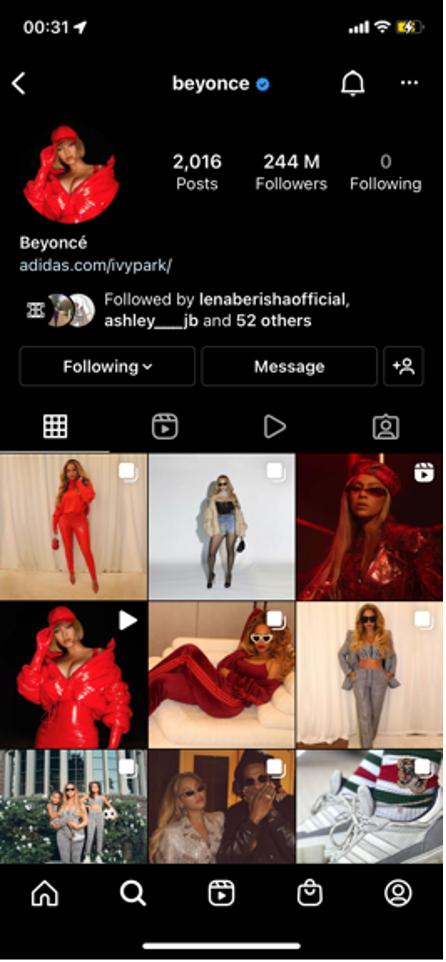 00:31
beyonce
2,016
Posts
244 M
Followers
0
Following
Beyoncé
adidas.com/ivypark/
Followed by lenaberishaofficial,
ashley____jb and 52 others
Following
Message